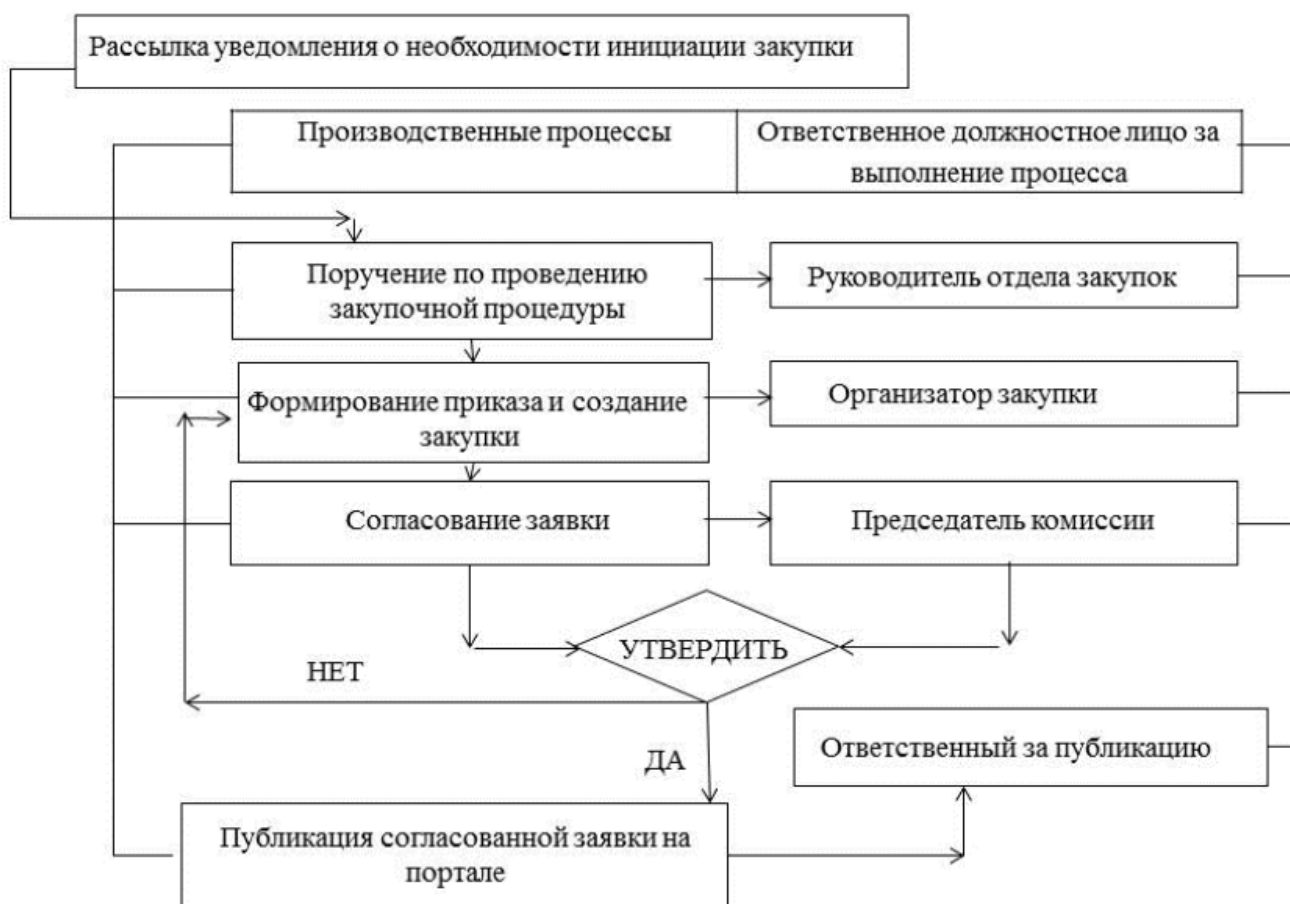 Рассылка уведомления о необходимости инициации закупки
Производственные процессы
Ответственное должностное лицо за
выполнение процесса
Поручение по проведению
закупочной процедуры
Руководитель отдела закупок
Формирование приказа и создание
закупки
Организатор закупки
Согласование заявки
Председатель комиссии
УТВЕРДИТЬ
НЕТ
ДА
Ответственный за публикацию
Публикация согласованной заявки на
портале